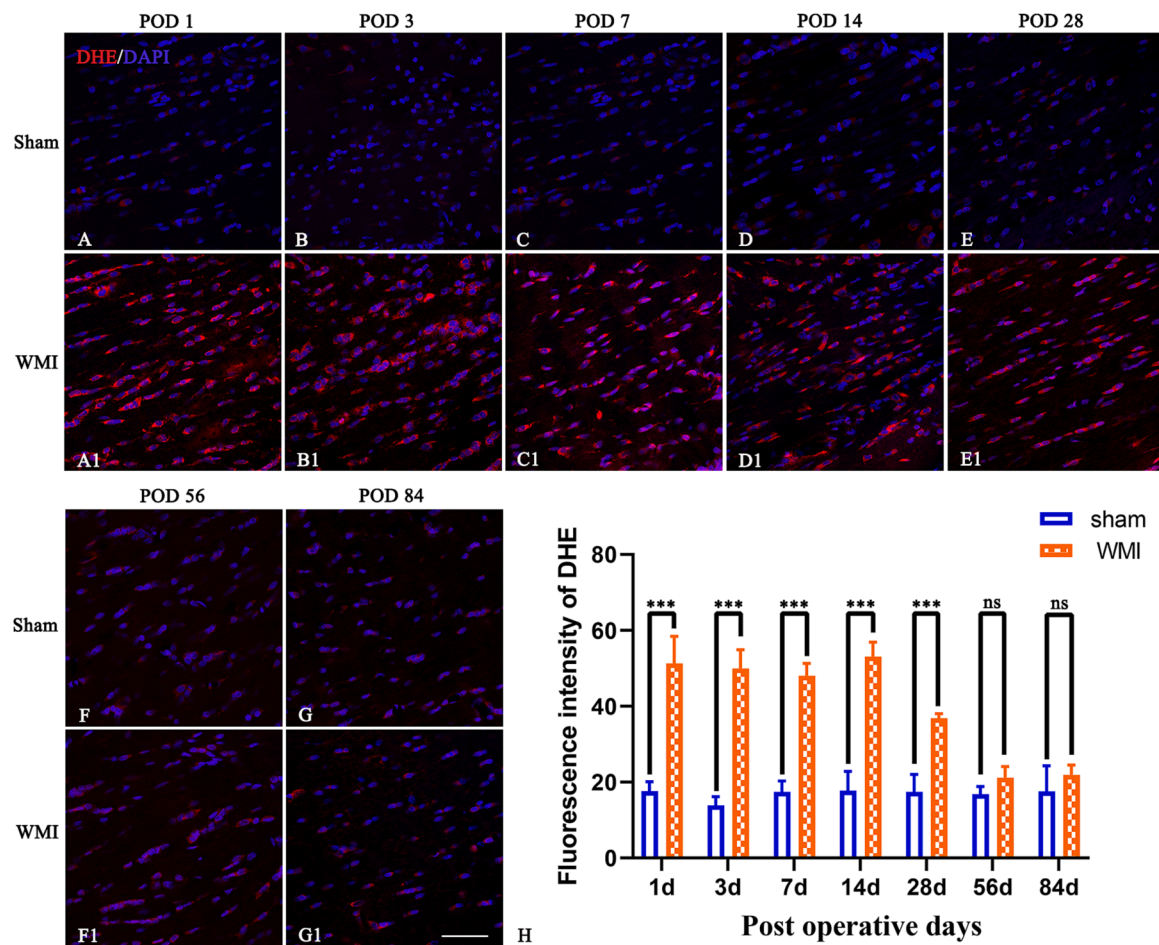 POD 1 POD 3 POD 7 POD 14 POD 28
DHE/DAPI
Sham
A B C D E
WMI
A1 B1 C1 D1 E1
POD 56 POD 84
Sham
F G
WMI
F1 G1 H
sham
WMI
Fluorescence intensity of DHE
80
60
40
20
0
*** *** *** *** *** ns ns
1d 3d 7d 14d 28d 56d 84d
Post operative days